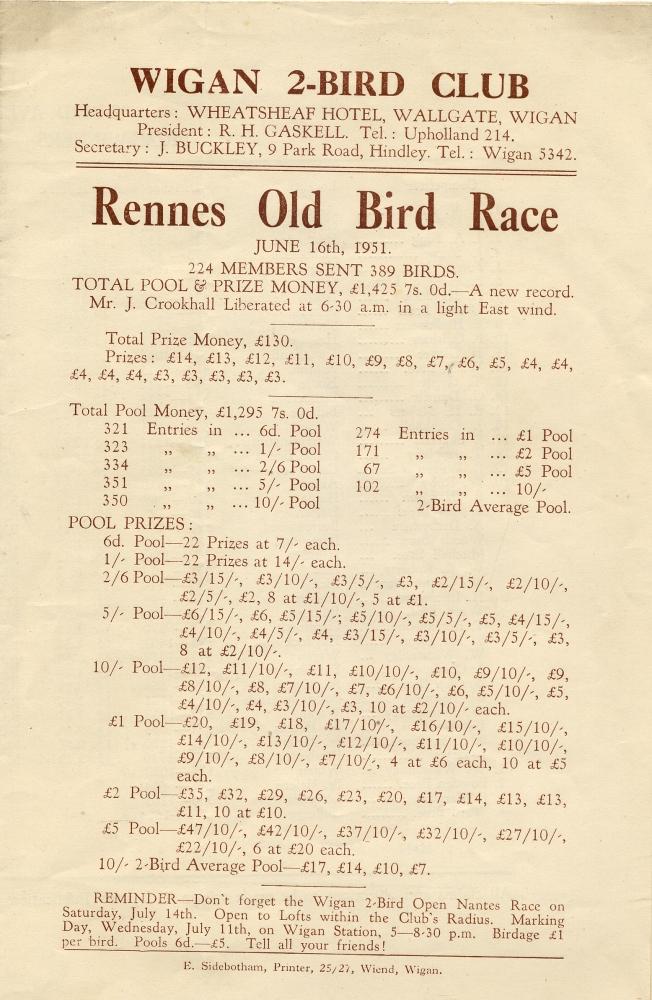 WIGAN 2-BIRD CLUB
Headquarters: WHEATSHEAF HOTEL, WALLGATE, WIGAN
President: R. H. GASKELL. Tel.: Upholland 214.
Secretary: J. BUCKLEY, 9 Park Road, Hindley. Tel.: Wigan 5342.
Rennes Old Bird Race
JUNE 16th, 1951.
224 MEMBERS SENT 389 BIRDS.
TOTAL POOL & PRIZE MONEY, £1,425 7s. 0d.—A new record.
Mr. J. Crookhall Liberated at 6-30 a.m. in a light East wind.
Total Prize Money, £130.
Prizes: £14, £13, £12, £11, £10, £9, £8, £7, £6, £5, £4, £4,
£4, £4, £4, £3, £3, £3, £3, £3.
Total Pool Money, £1,295 7s. 0d.
321 Entries in ... 6d. Pool 274 Entries in ... £1 Pool
323 ,, ,, ... 1/- Pool 171 ,, ,, ... £2 Pool
334 ,, ,, ... 2/6 Pool 67 ,, ,, ... £5 Pool
351 ,, ,, ... 5/- Pool 102 ,, ,, ... 10/-
350 ,, ,, ... 10/- Pool 2-Bird Average Pool.
POOL PRIZES:
6d. Pool—22 Prizes at 7/- each.
1/- Pool—22 Prizes at 14/- each.
2/6 Pool—£3/15/-, £3/10/-, £3/5/-, £3, £2/15/-, £2/10/-,
£2/5/-, £2, 8 at £1/10/-, 5 at £1.
5/- Pool—£6/15/-, £6, £5/15/-; £5/10/-, £5/5/-, £5, £4/15/-,
£4/10/-, £4/5/-, £4, £3/15/-, £3/10/-, £3/5/-, £3,
8 at £2/10/-.
10/- Pool—£12, £11/10/-, £11, £10/10/-, £10, £9/10/-, £9,
£8/10/-, £8, £7/10/-, £7, £6/10/-, £6, £5/10/-, £5,
£4/10/-, £4, £3/10/-, £3, 10 at £2/10/- each.
£1 Pool—£20, £19, £18, £17/10/-, £16/10/-, £15/10/-,
£14/10/-, £13/10/-, £12/10/-, £11/10/-, £10/10/-,
£9/10/-, £8/10/-, £7/10/-, 4 at £6 each, 10 at £5
each.
£2 Pool—£35, £32, £29, £26, £23, £20, £17, £14, £13, £13,
£11, 10 at £10.
£5 Pool—£47/10/-, £42/10/-, £37/10/-, £32/10/-, £27/10/-,
£22/10/-, 6 at £20 each.
10/- 2-Bird Average Pool—£17, £14, £10, £7.
REMINDER—Don't forget the Wigan 2-Bird Open Nantes Race on
Saturday, July 14th. Open to Lofts within the Club's Radius. Marking
Day, Wednesday, July 11th, on Wigan Station, 5—8-30 p.m. Birdage £1
per bird. Pools 6d.—£5. Tell all your friends!
E. Sidebotham, Printer, 25/27, Wiend, Wigan.